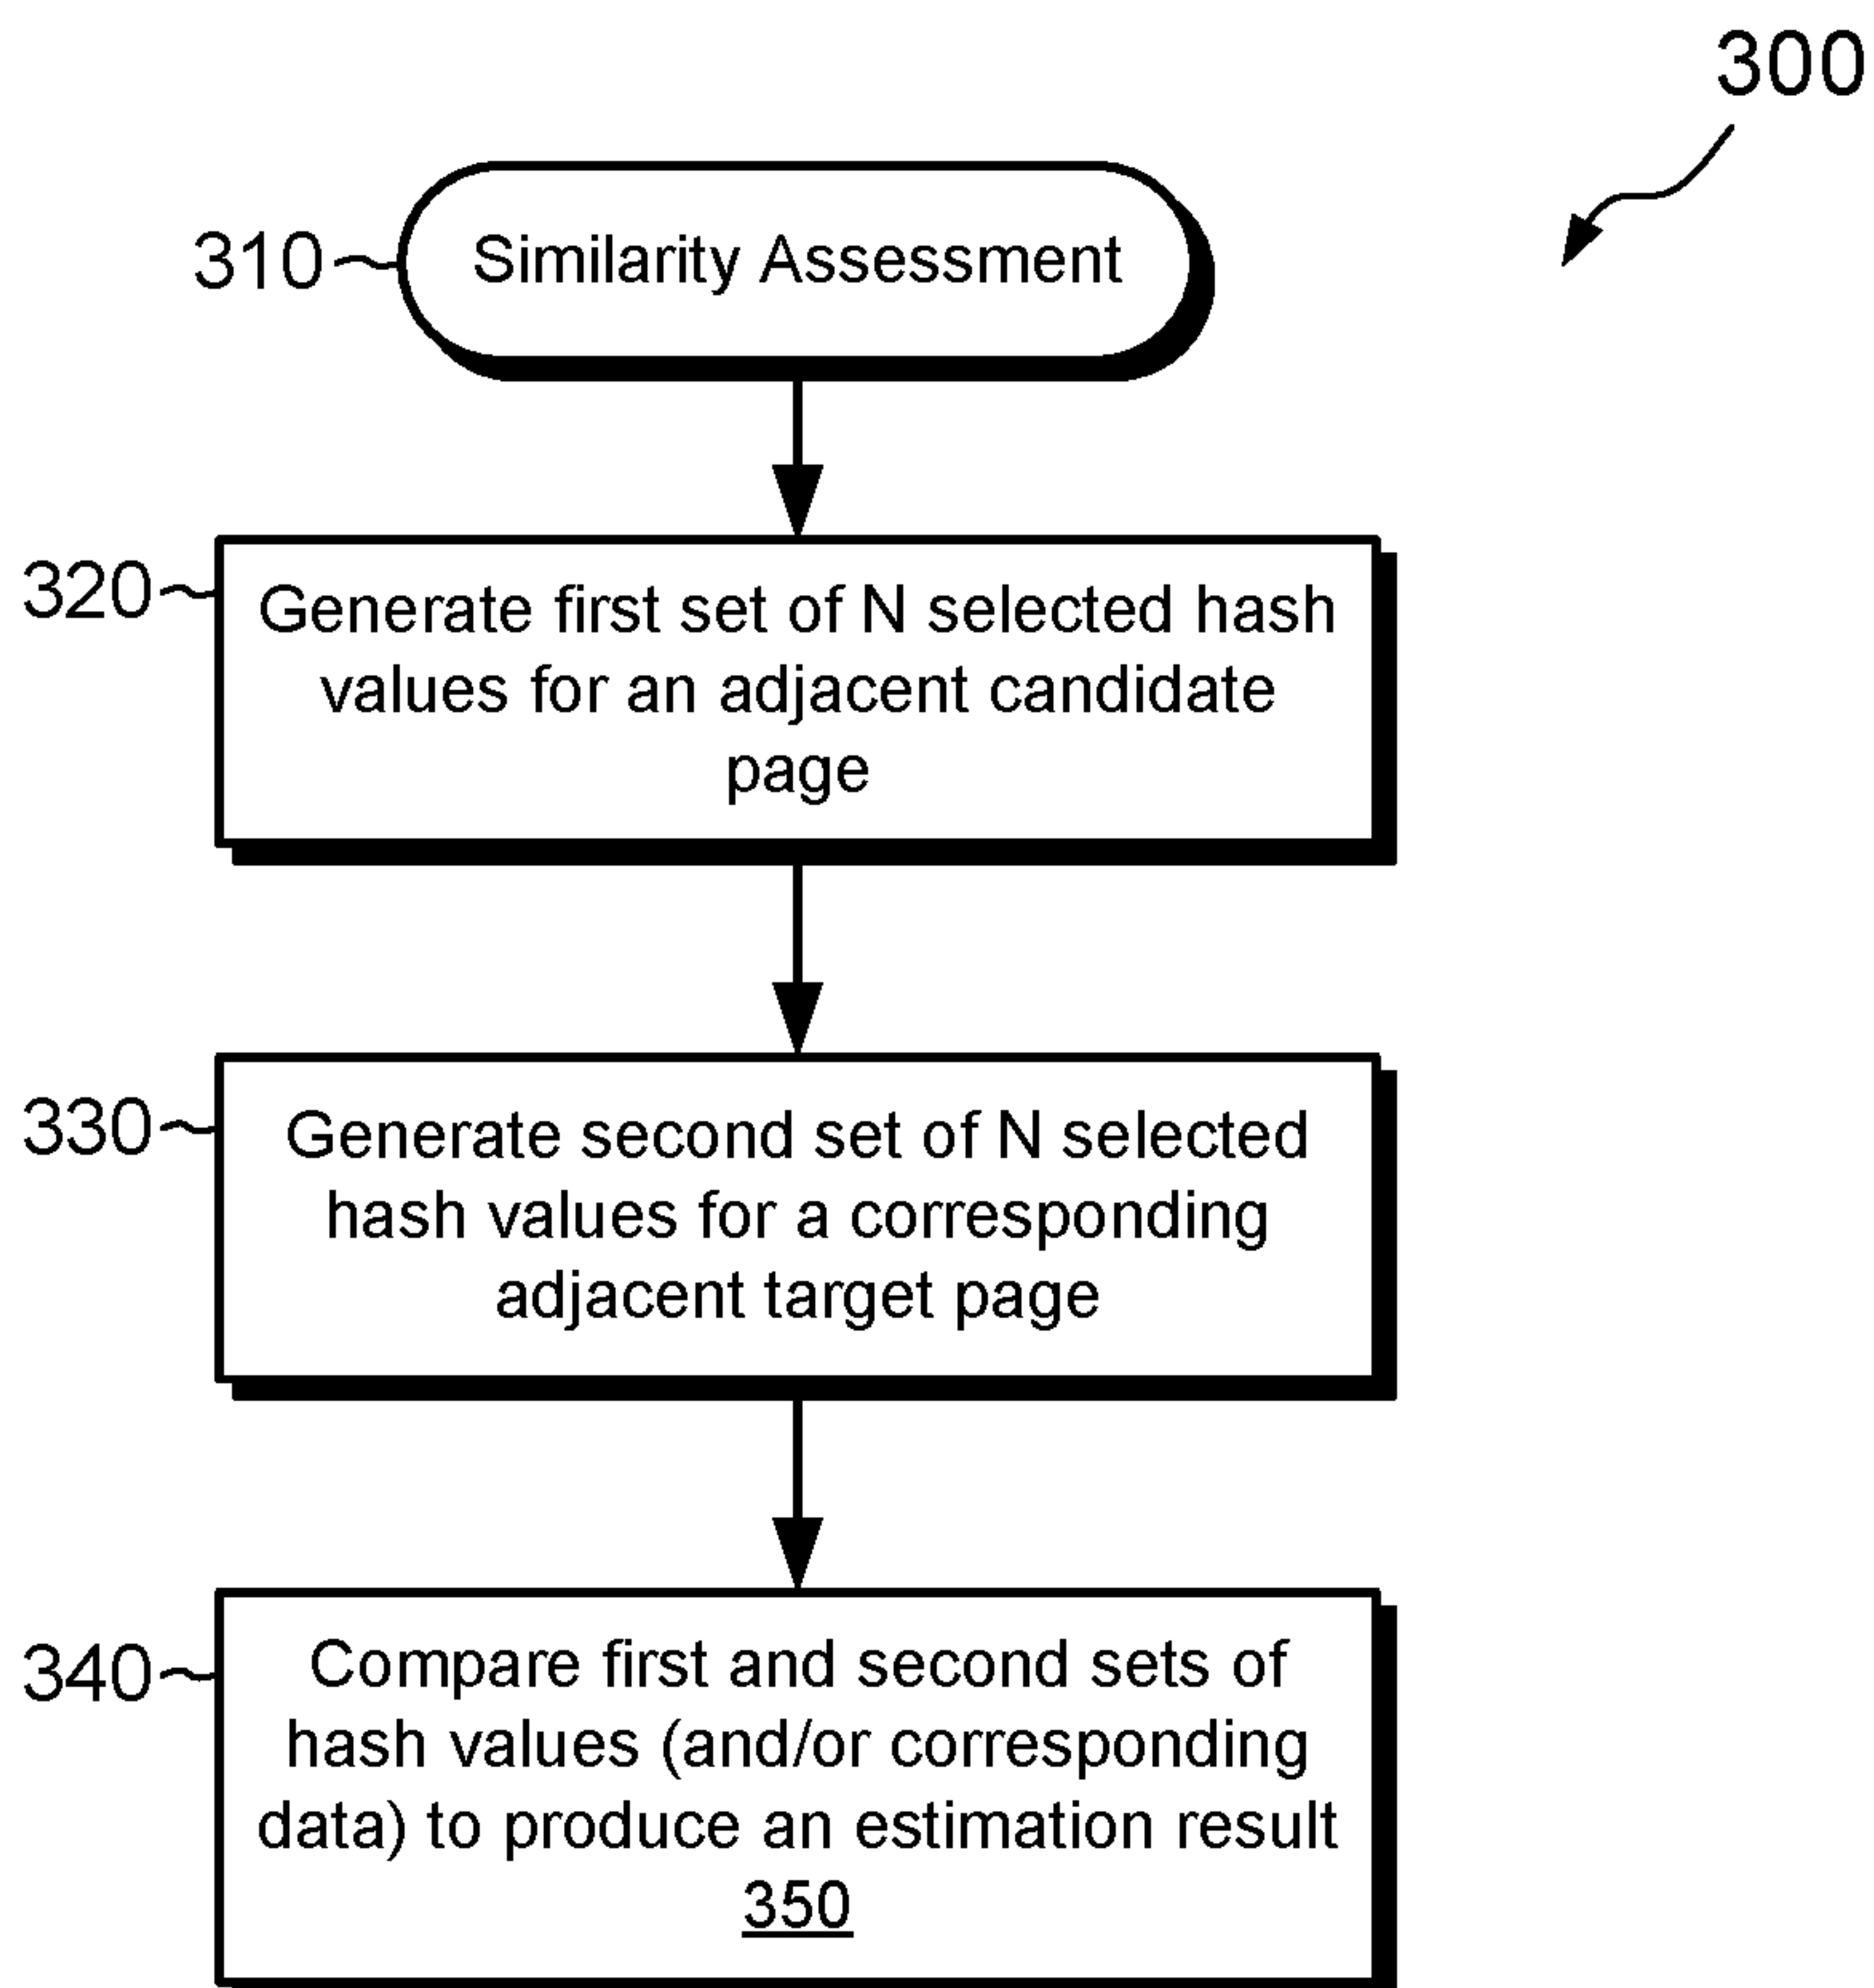 300
310
Similarity Assessment
320
Generate first set of N selected hash
values for an adjacent candidate
page
330
Generate second set of N selected
hash values for a corresponding
adjacent target page
340
Compare first and second sets of
hash values (and/or corresponding
data) to produce an estimation result
350